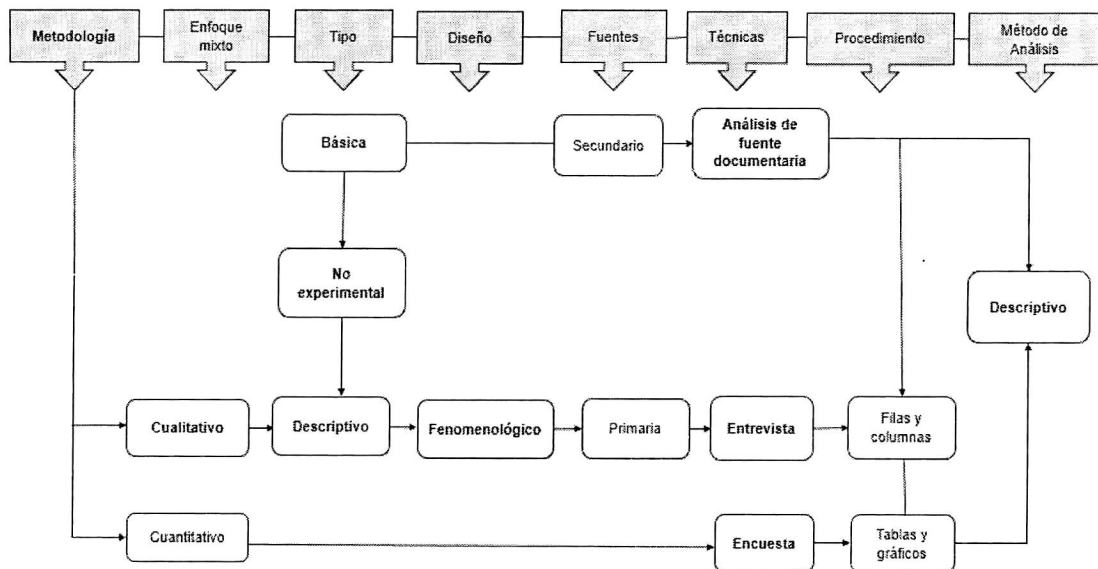 Metodología
Enfoque
mixto
Tipo
Diseño
Fuentes
Técnicas
Procedimiento
Método de
Análisis
Básica
Secundario
Análisis de
fuente
documentaria
No
experimental
Descriptivo
Cualitativo
Descriptivo
Fenomenológico
Primaria
Entrevista
Filas y
columnas
Cuantitativo
Encuesta
Tablas y
gráficos